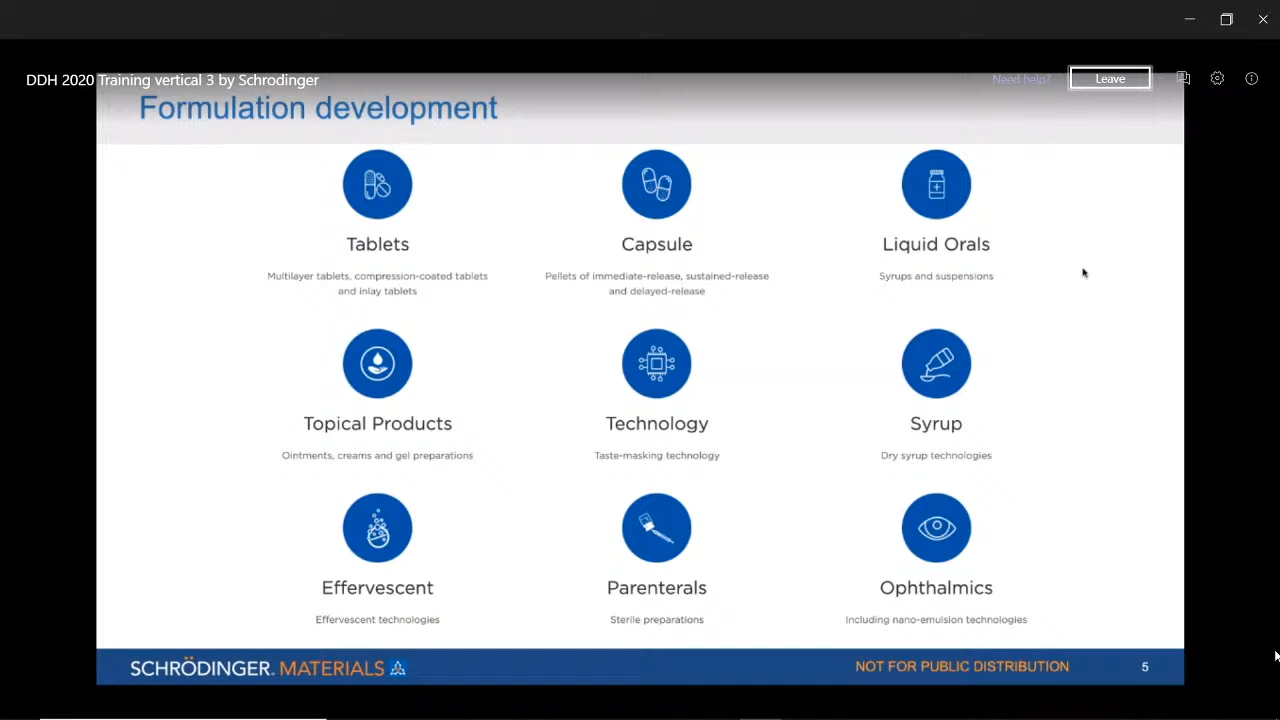 DDH 2020 Training vertical 3 by Schrodinger
Need help?
Leave
Formulation development
Tablets
Multilayer tablets, compression-coated tablets
and inlay tablets
Capsule
Pellets of immediate-release, sustained-release
and delayed-release
Liquid Orals
Syrups and suspensions
Topical Products
Ointments, creams and gel preparations
Technology
Taste-masking technology
Syrup
Dry syrup technologies
Effervescent
Effervescent technologies
Parenterals
Sterile preparations
Ophthalmics
Including nano-emulsion technologies
SCHRÖDINGER. MATERIALS
NOT FOR PUBLIC DISTRIBUTION
5